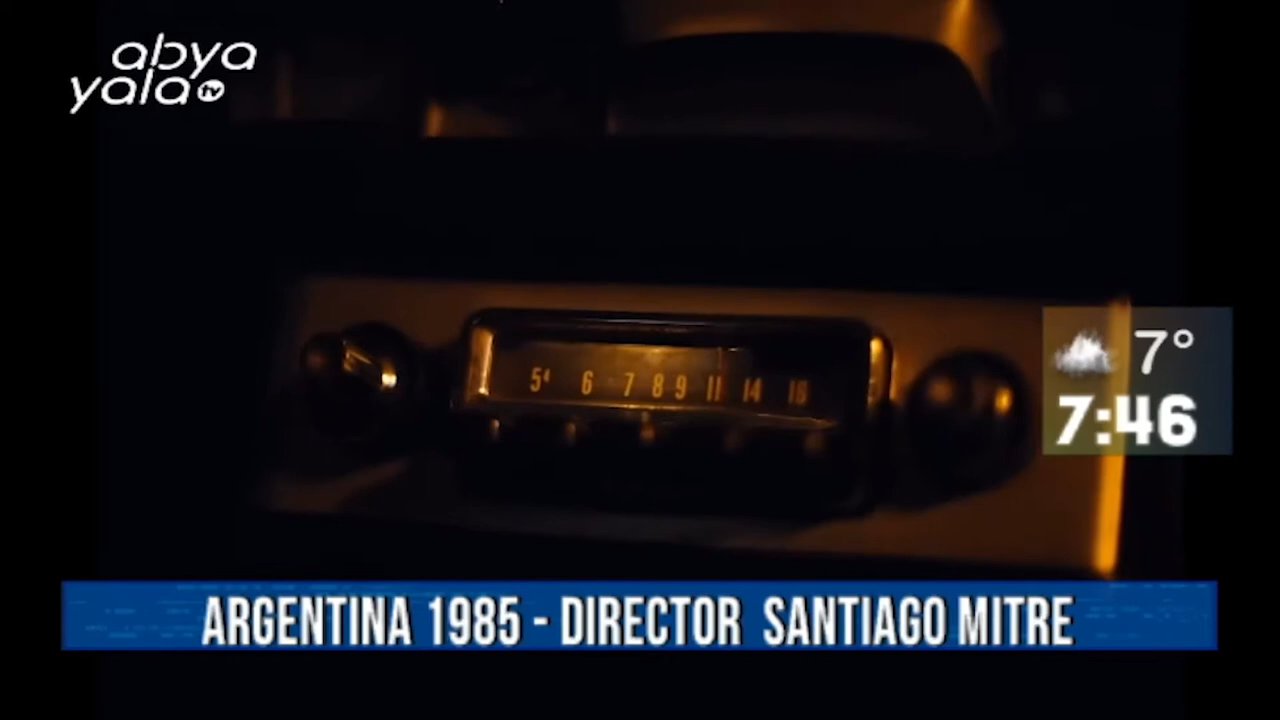 abya
yala TV
5⁴ 6 7 8 9 11 14 16
7°
7:46
ARGENTINA 1985 - DIRECTOR SANTIAGO MITRE